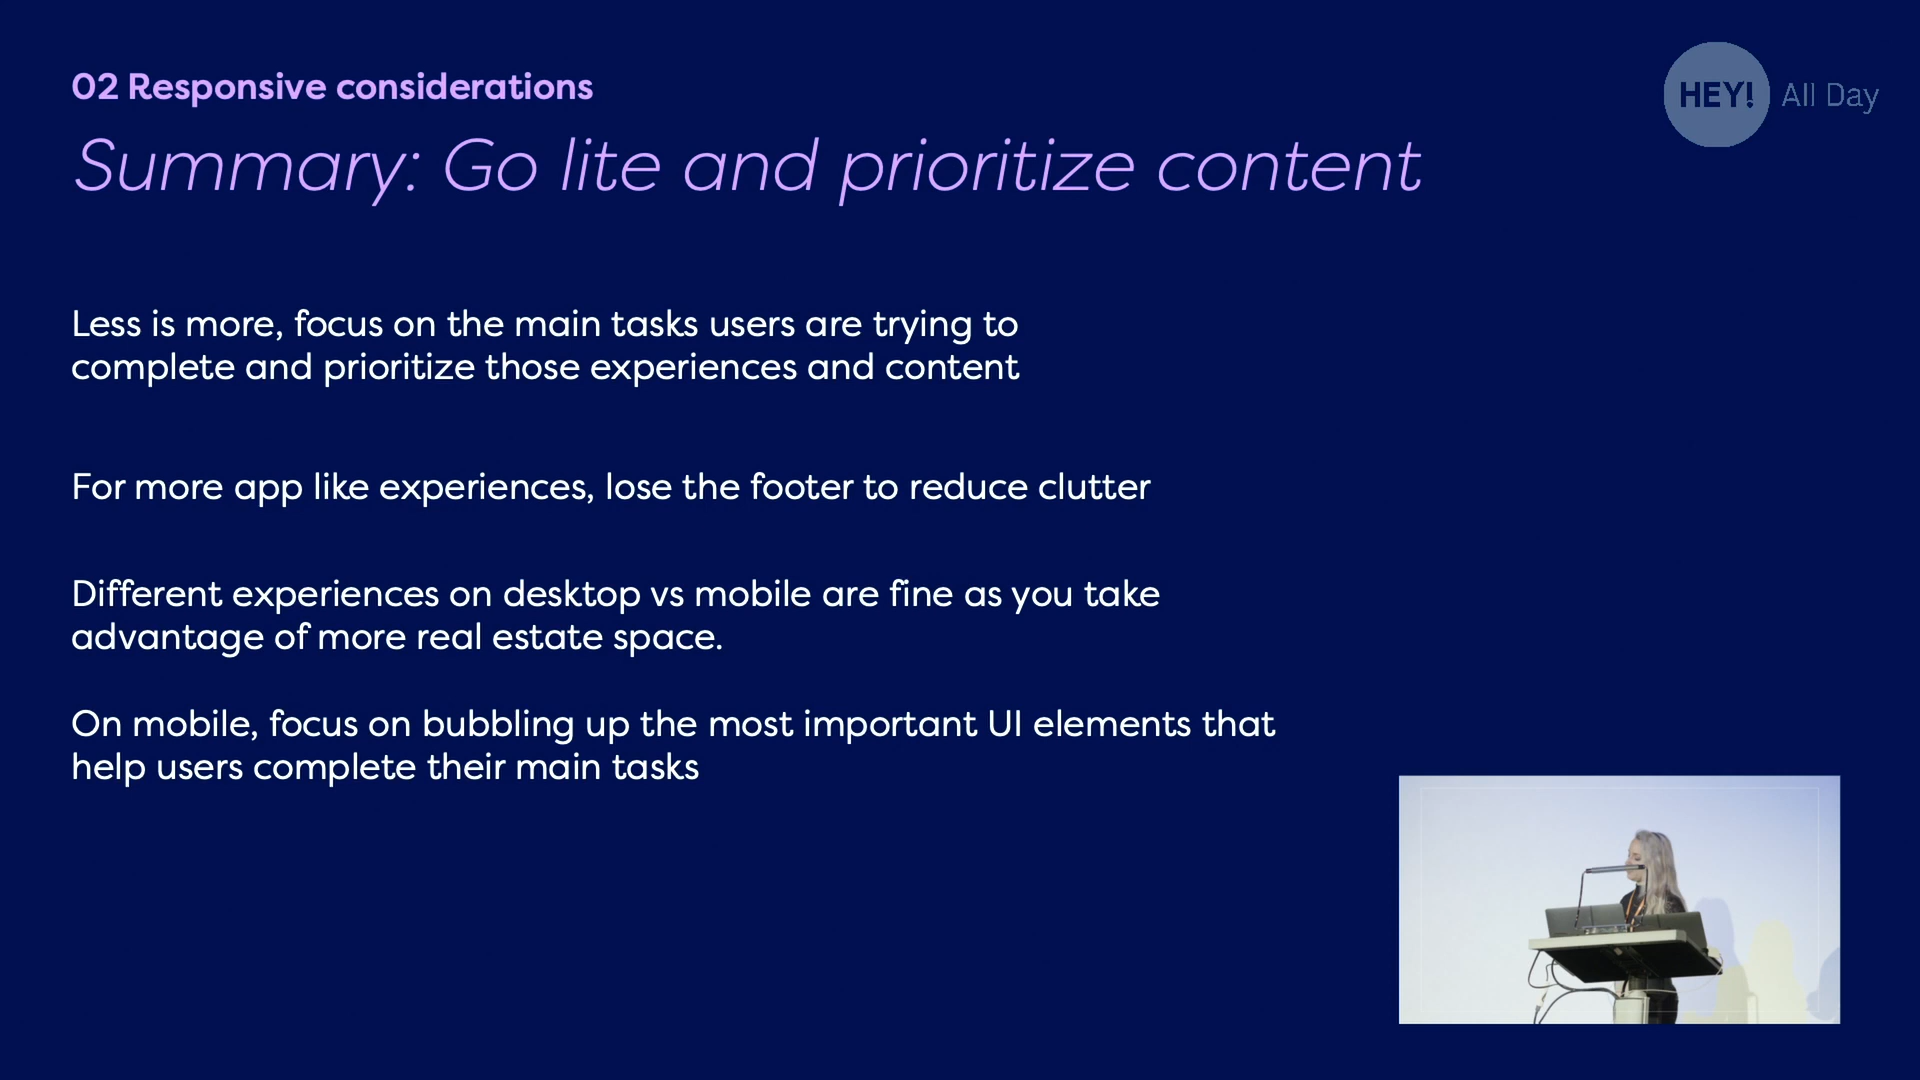 02 Responsive considerations
HEY! All Day
Summary: Go lite and prioritize content
Less is more, focus on the main tasks users are trying to
complete and prioritize those experiences and content
For more app like experiences, lose the footer to reduce clutter
Different experiences on desktop vs mobile are fine as you take
advantage of more real estate space.
On mobile, focus on bubbling up the most important UI elements that
help users complete their main tasks